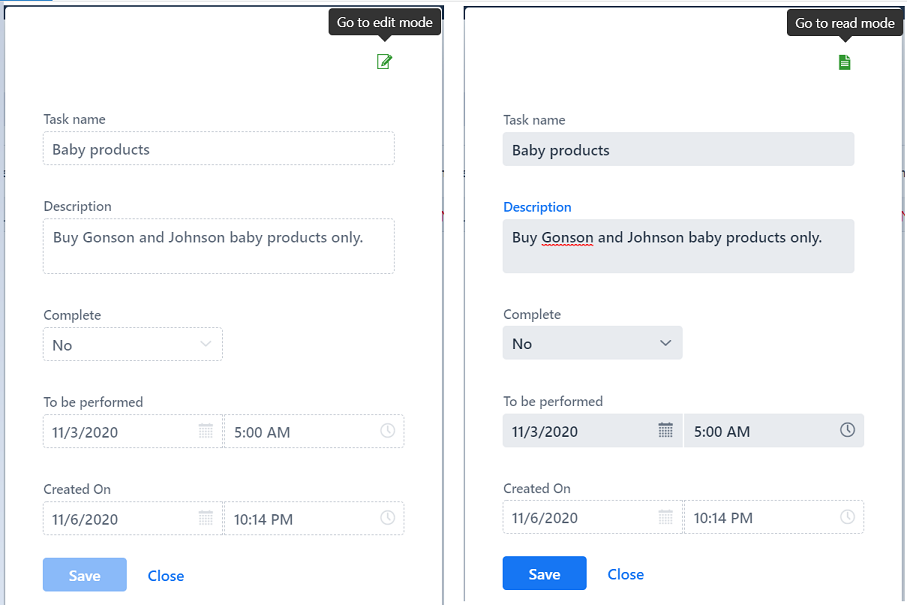 Go to edit mode
Task name
Baby products
Description
Buy Gonson and Johnson baby products only.
Complete
No
To be performed
11/3/2020 5:00 AM
Created On
11/6/2020 10:14 PM
Save Close
Go to read mode
Task name
Baby products
Description
Buy Gonson and Johnson baby products only.
Complete
No
To be performed
11/3/2020 5:00 AM
Created On
11/6/2020 10:14 PM
Save Close